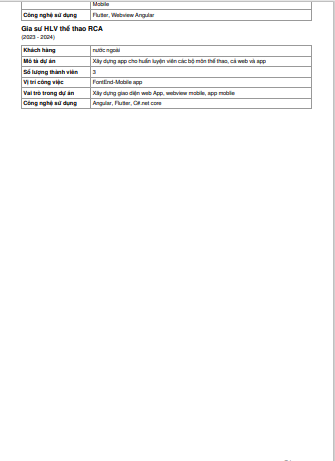 Mobile
Công nghệ sử dụng Flutter, Webview Angular
Gia sư HLV thể thao RCA
(2023 - 2024)
Khách hàng nước ngoài
Mô tả dự án Xây dựng app cho huấn luyện viên các bộ môn thể thao, cả web và app
Số lượng thành viên 3
Vị trí công việc FontEnd-Mobile app
Vai trò trong dự án Xây dựng giao diện web App, webview mobile, app mobile
Công nghệ sử dụng Angular, Flutter, C#.net core